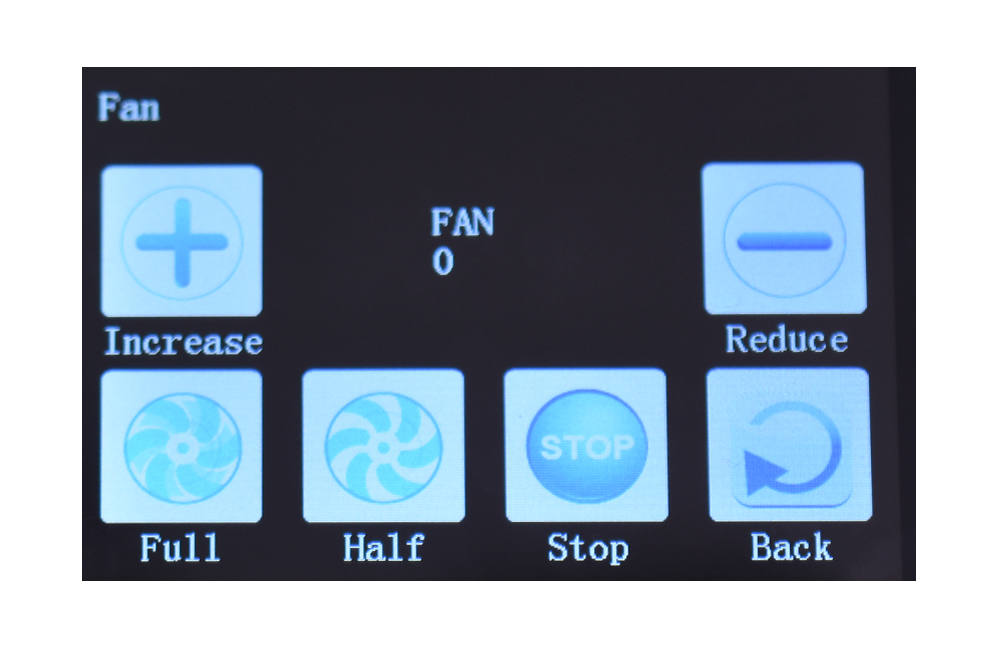 Fan
FAN
0
Increase
Reduce
STOP
Full
Half
Stop
Back